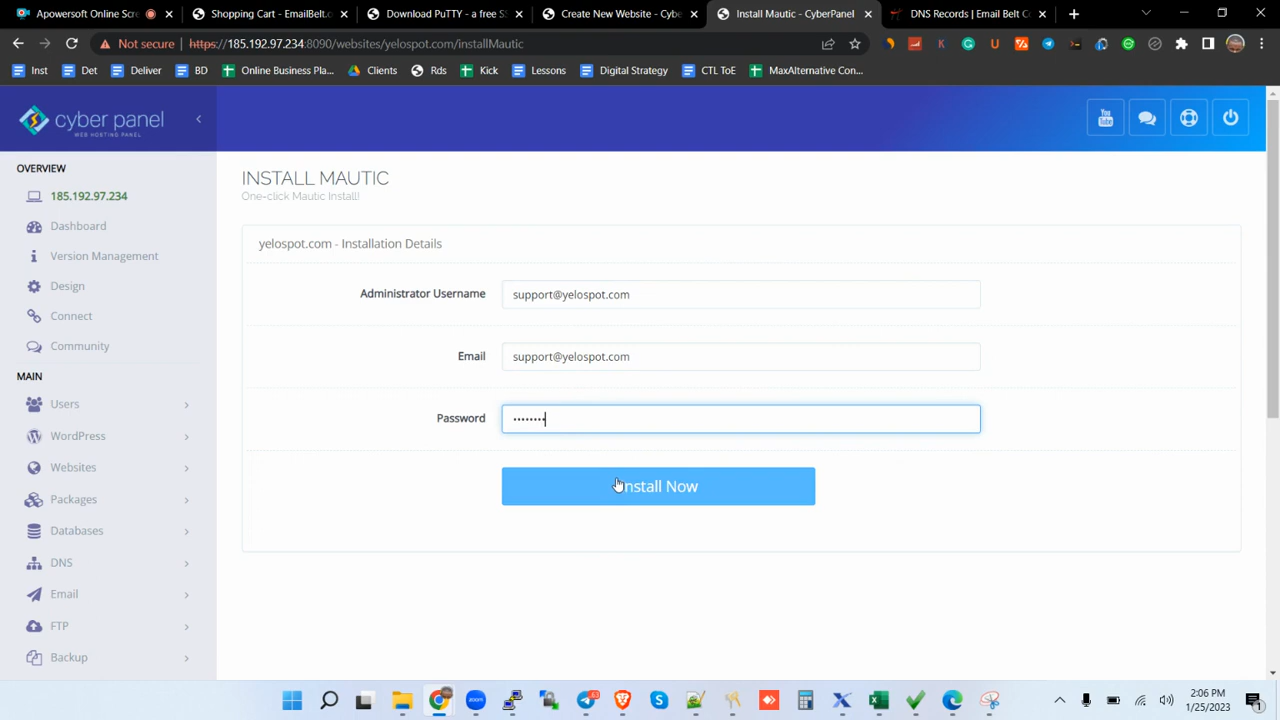 Apowersoft Onlin
Shopping Cart - EmailBelt.c
Download PuTTY - a free S
Create New Website - Cybe
Install Mautic - CyberPanel
DNS Records | Email Belt Co
Not secure
https://185.192.97.234:8090/websites/yelospot.com/installMautic
Inst
Det
Deliver
BD
Online Business Pla...
Clients
Rds
Kick
Lessons
Digital Strategy
CTL ToE
MaxAlternative Con...
cyber panel
WEB HOSTING PANEL
You Tube
OVERVIEW
185.192.97.234
Dashboard
Version Management
Design
Connect
Community
MAIN
Users
WordPress
Websites
Packages
Databases
DNS
Email
FTP
Backup
INSTALL MAUTIC
One-click Mautic Install!
yelospot.com - Installation Details
Administrator Username
support@yelospot.com
Email
support@yelospot.com
Password
••••••••
Install Now
2:06 PM
1/25/2023